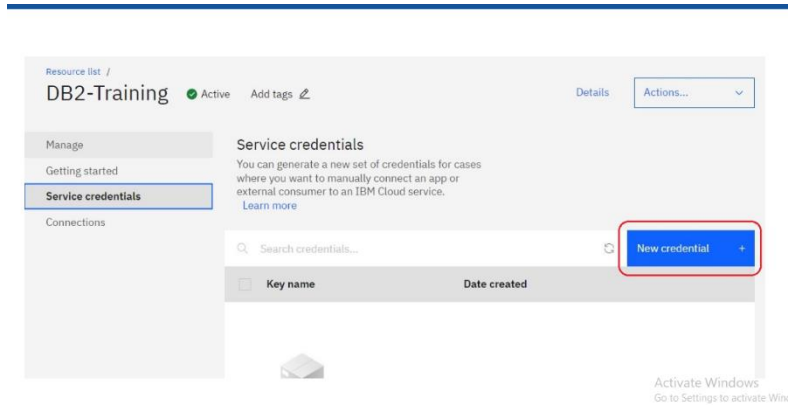 Resource list /
DB2-Training Active Add tags Details Actions...
Manage
Getting started
Service credentials
Connections
Service credentials
You can generate a new set of credentials for cases
where you want to manually connect an app or
external consumer to an IBM Cloud service.
Learn more
Search credentials... New credential +
Key name Date created
Activate Windows
Go to Settings to activate Win